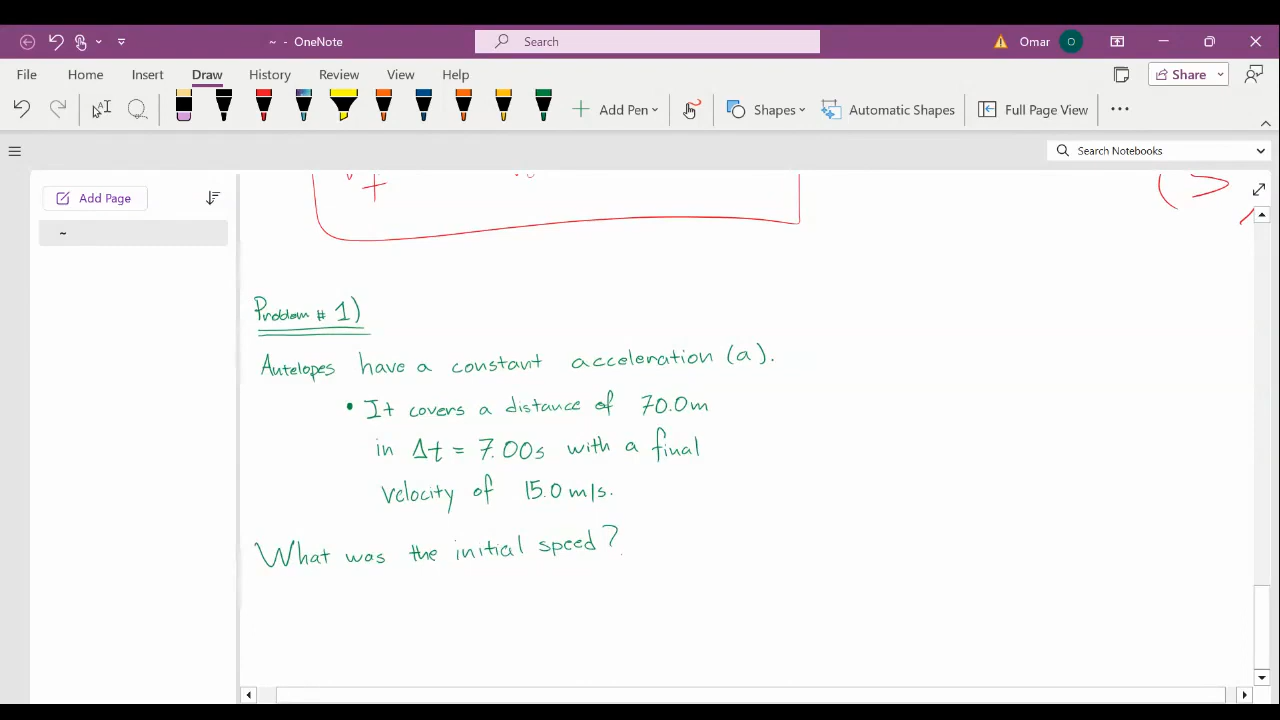 ~ - OneNote
Search
Omar
O
File Home Insert Draw History Review View Help
Share
Add Pen
Shapes
Automatic Shapes
Full Page View
Search Notebooks
Add Page
~
Problem # 1)
Antelopes have a constant acceleration (a).
• It covers a distance of 70.0m
in Δt = 7.00s with a final
velocity of 15.0 m/s.
What was the initial speed?